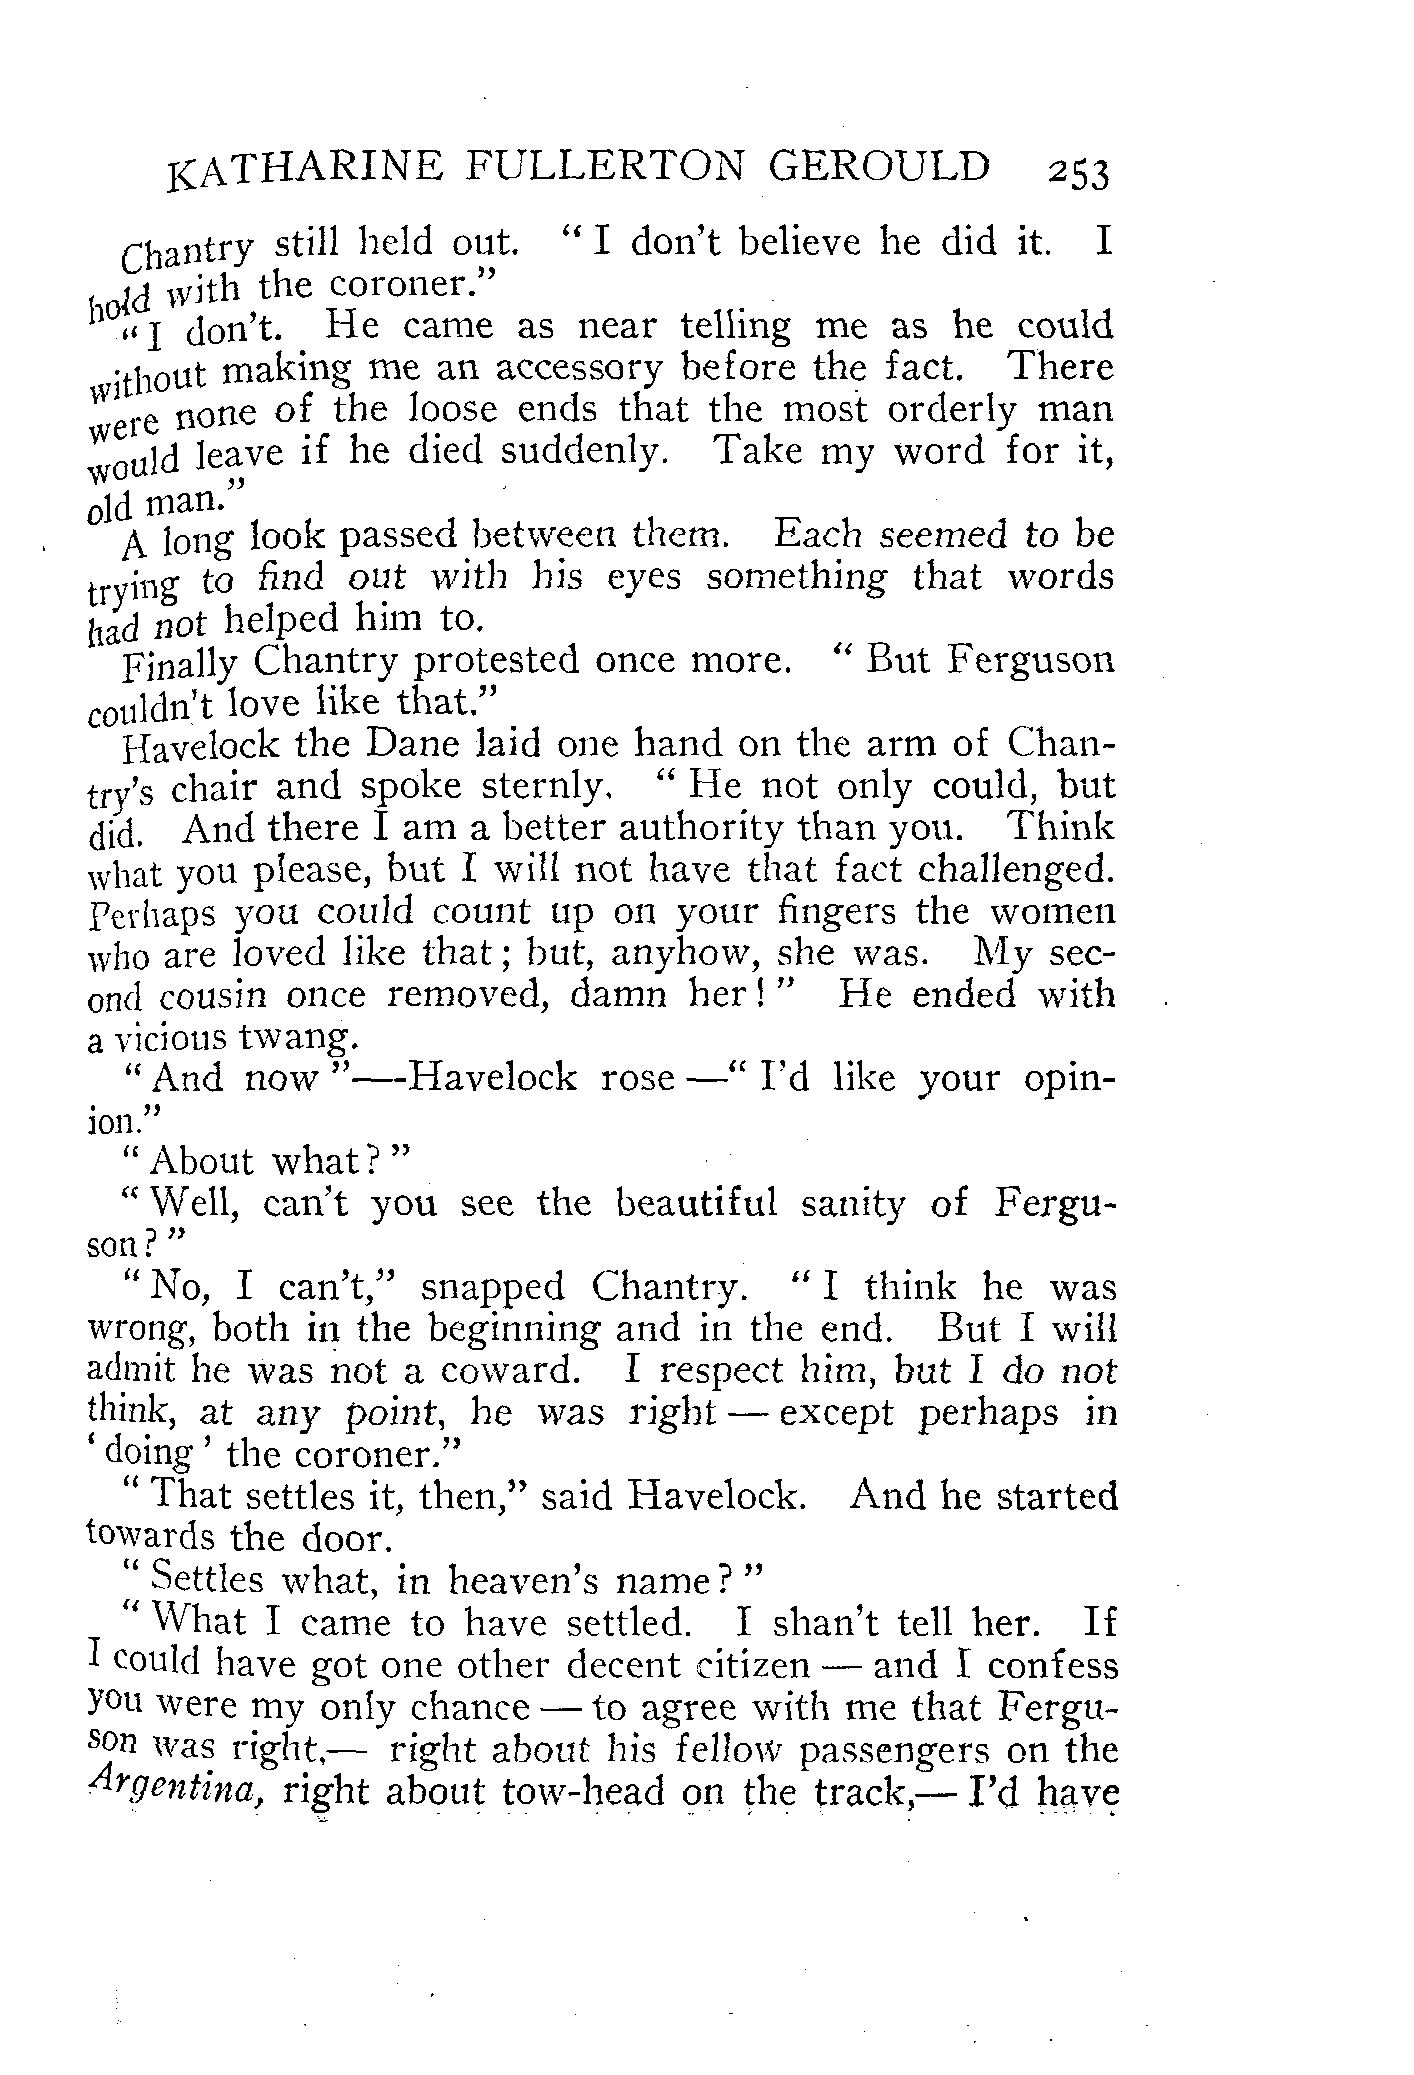 KATHARINE FULLERTON GEROULD 253
Chantry still held out. “ I don't believe he did it. I
hold with the coroner.”
“ I don't. He came as near telling me as he could
without making me an accessory before the fact. There
were none of the loose ends that the most orderly man
would leave if he died suddenly. Take my word for it,
old man.”
A long look passed between them. Each seemed to be
trying to find out with his eyes something that words
had not helped him to.
Finally Chantry protested once more. “ But Ferguson
couldn't love like that.”
Havelock the Dane laid one hand on the arm of Chan-
try's chair and spoke sternly. “ He not only could, but
did. And there I am a better authority than you. Think
what you please, but I will not have that fact challenged.
Perhaps you could count up on your fingers the women
who are loved like that ; but, anyhow, she was. My sec-
ond cousin once removed, damn her ! ” He ended with
a vicious twang.
“ And now ”—Havelock rose —“ I'd like your opin-
ion.”
“ About what? ”
“ Well, can't you see the beautiful sanity of Fergu-
son? ”
“ No, I can't,” snapped Chantry. “ I think he was
wrong, both in the beginning and in the end. But I will
admit he was not a coward. I respect him, but I do not
think, at any point, he was right — except perhaps in
‘ doing ’ the coroner.”
“ That settles it, then,” said Havelock. And he started
towards the door.
“ Settles what, in heaven's name? ”
“ What I came to have settled. I shan't tell her. If
I could have got one other decent citizen — and I confess
you were my only chance — to agree with me that Fergu-
son was right,— right about his fellow passengers on the
Argentina, right about tow-head on the track,— I'd have